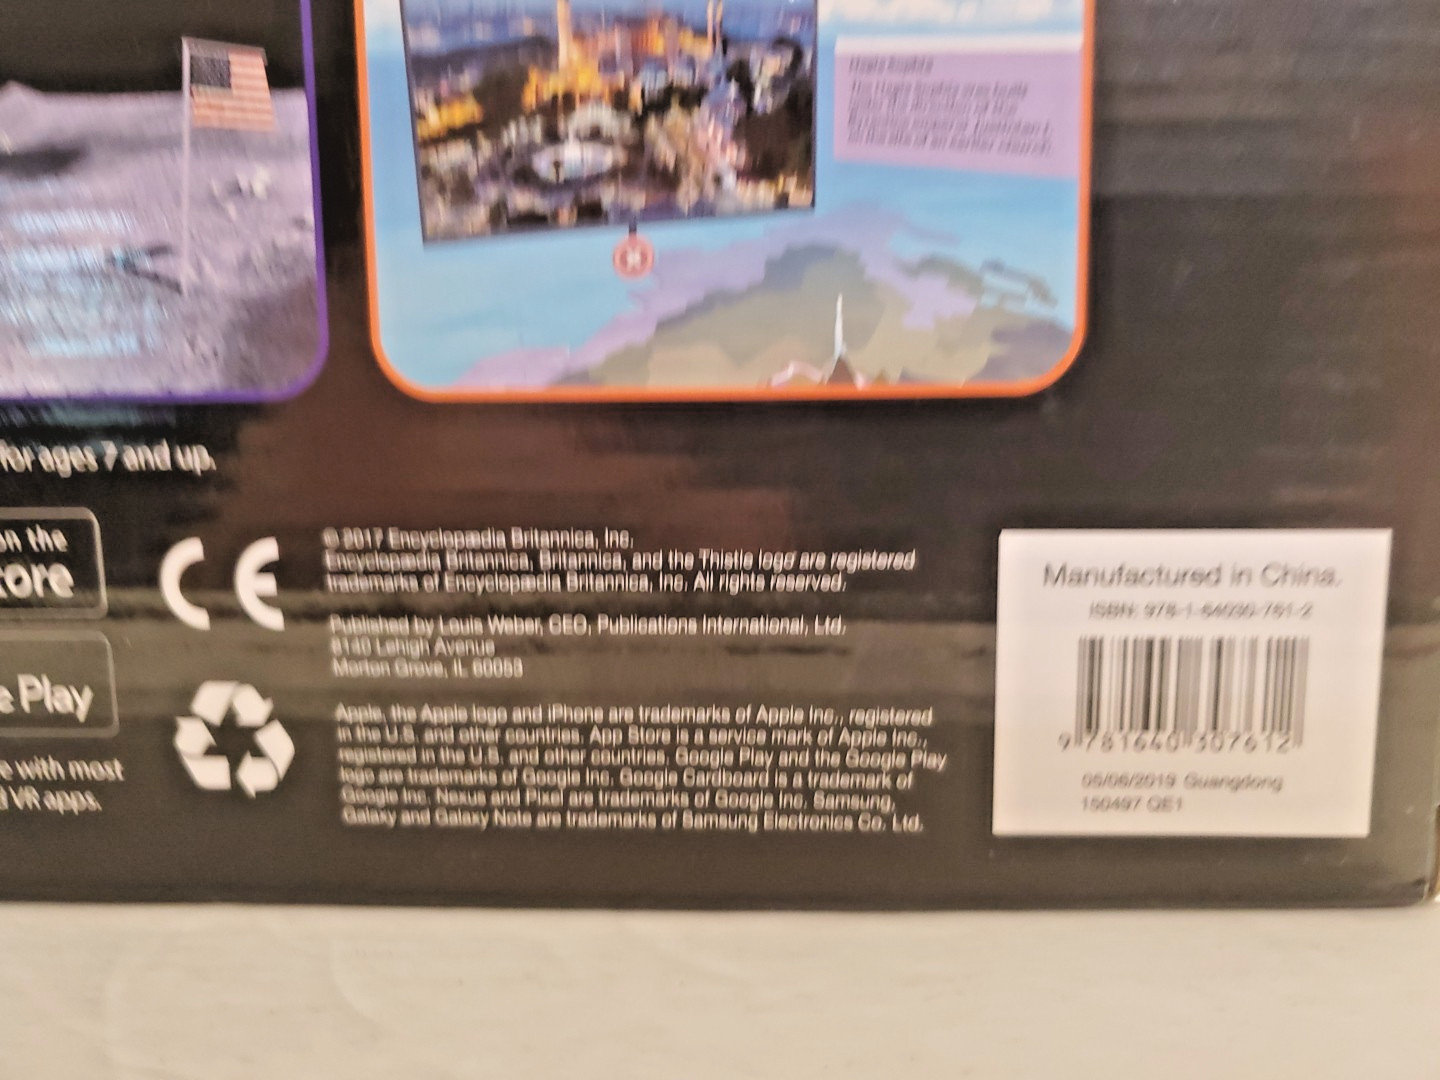 Hagia Sophia
for ages 7 and up.
on the
tore
e Play
e with most
d VR apps.
CE
© 2017 Encyclopædia Britannica, Inc.
Encyclopædia Britannica, Britannica, and the Thistle logo are registered
trademarks of Encyclopædia Britannica, Inc. All rights reserved.
Published by Louis Weber, CEO, Publications International, Ltd.
8140 Lehigh Avenue
Morton Grove, IL 60053
Apple, the Apple logo and iPhone are trademarks of Apple Inc., registered
in the U.S. and other countries. App Store is a service mark of Apple Inc.,
registered in the U.S. and other countries. Google Play and the Google Play
logo are trademarks of Google Inc. Google Cardboard is a trademark of
Google Inc. Nexus and Pixel are trademarks of Google Inc. Samsung,
Galaxy and Galaxy Note are trademarks of Samsung Electronics Co. Ltd.
Manufactured in China.
ISBN: 978-1-64030-761-2
9 781640 307612
05/06/2019 Guangdong
150497 QE1